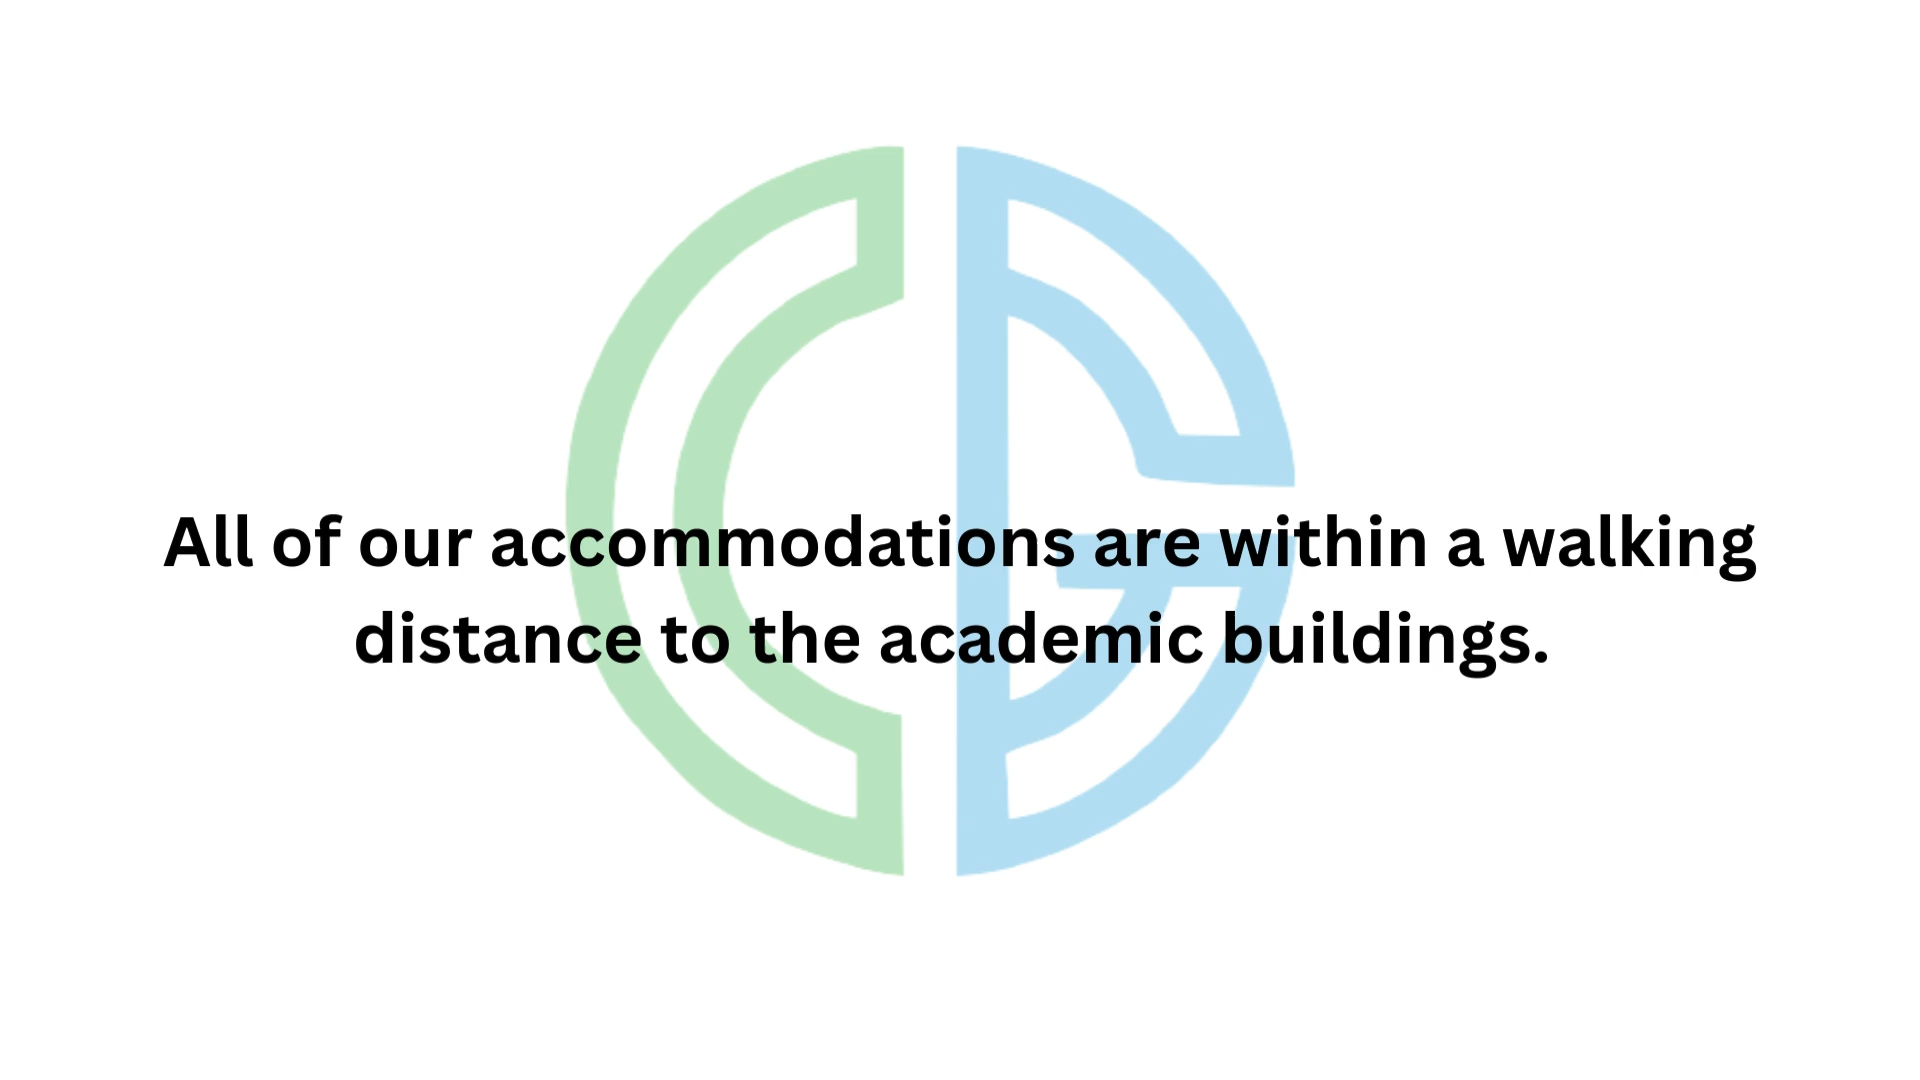 All of our accommodations are within a walking
distance to the academic buildings.